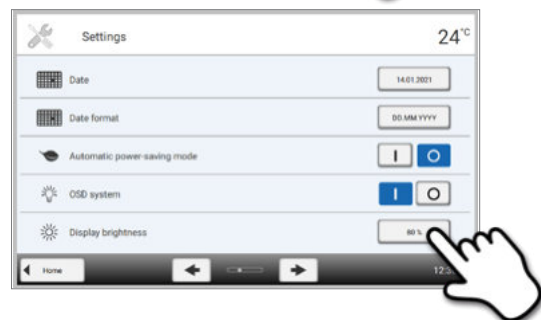 Settings
24°C
Date
14.01.2021
Date format
DD.MM YYYY
Automatic power-saving mode
I O
OSD system
I O
Display brightness
80 %
Home